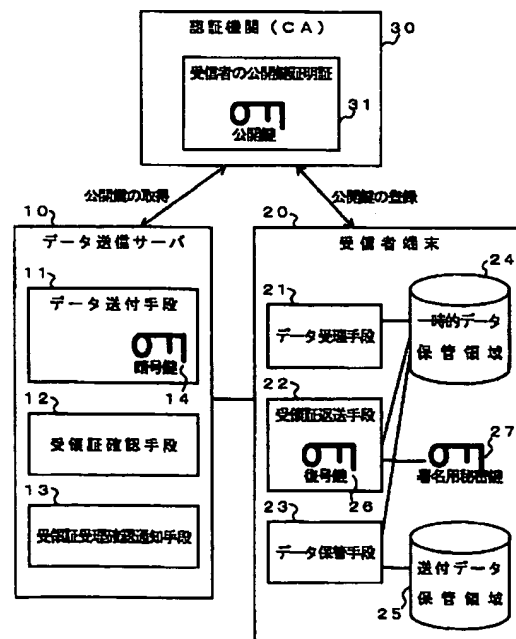 認証機関（CA）
30
受信者の公開鍵証明証
31
公開鍵
公開鍵の取得
公開鍵の登録
10
データ送信サーバ
11
データ送付手段
暗号鍵
14
12
受領証確認手段
13
受領証受理確認通知手段
20
受信者端末
21
データ受理手段
22
受領証返送手段
復号鍵
26
23
データ保管手段
24
一時的データ
保管領域
27
署名用秘密鍵
送付データ
保管領域
25